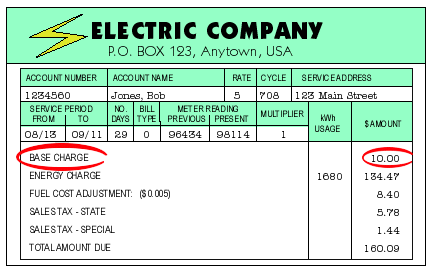 ELECTRIC COMPANY
P.O. BOX 123, Anytown, USA
ACCOUNT NUMBER ACCOUNT NAME RATE CYCLE SERVICE ADDRESS
1234560 Jones, Bob 5 708 123 Main Street
SERVICE PERIOD NO. BILL METER READING MULTIPLIER kWh $ AMOUNT
FROM TO DAYS TYPE PREVIOUS PRESENT USAGE
08/13 09/11 29 0 96434 98114 1
BASE CHARGE 10.00
ENERGY CHARGE 1680 134.47
FUEL COST ADJUSTMENT: ($0.005) 8.40
SALES TAX - STATE 5.78
SALES TAX - SPECIAL 1.44
TOTAL AMOUNT DUE 160.09